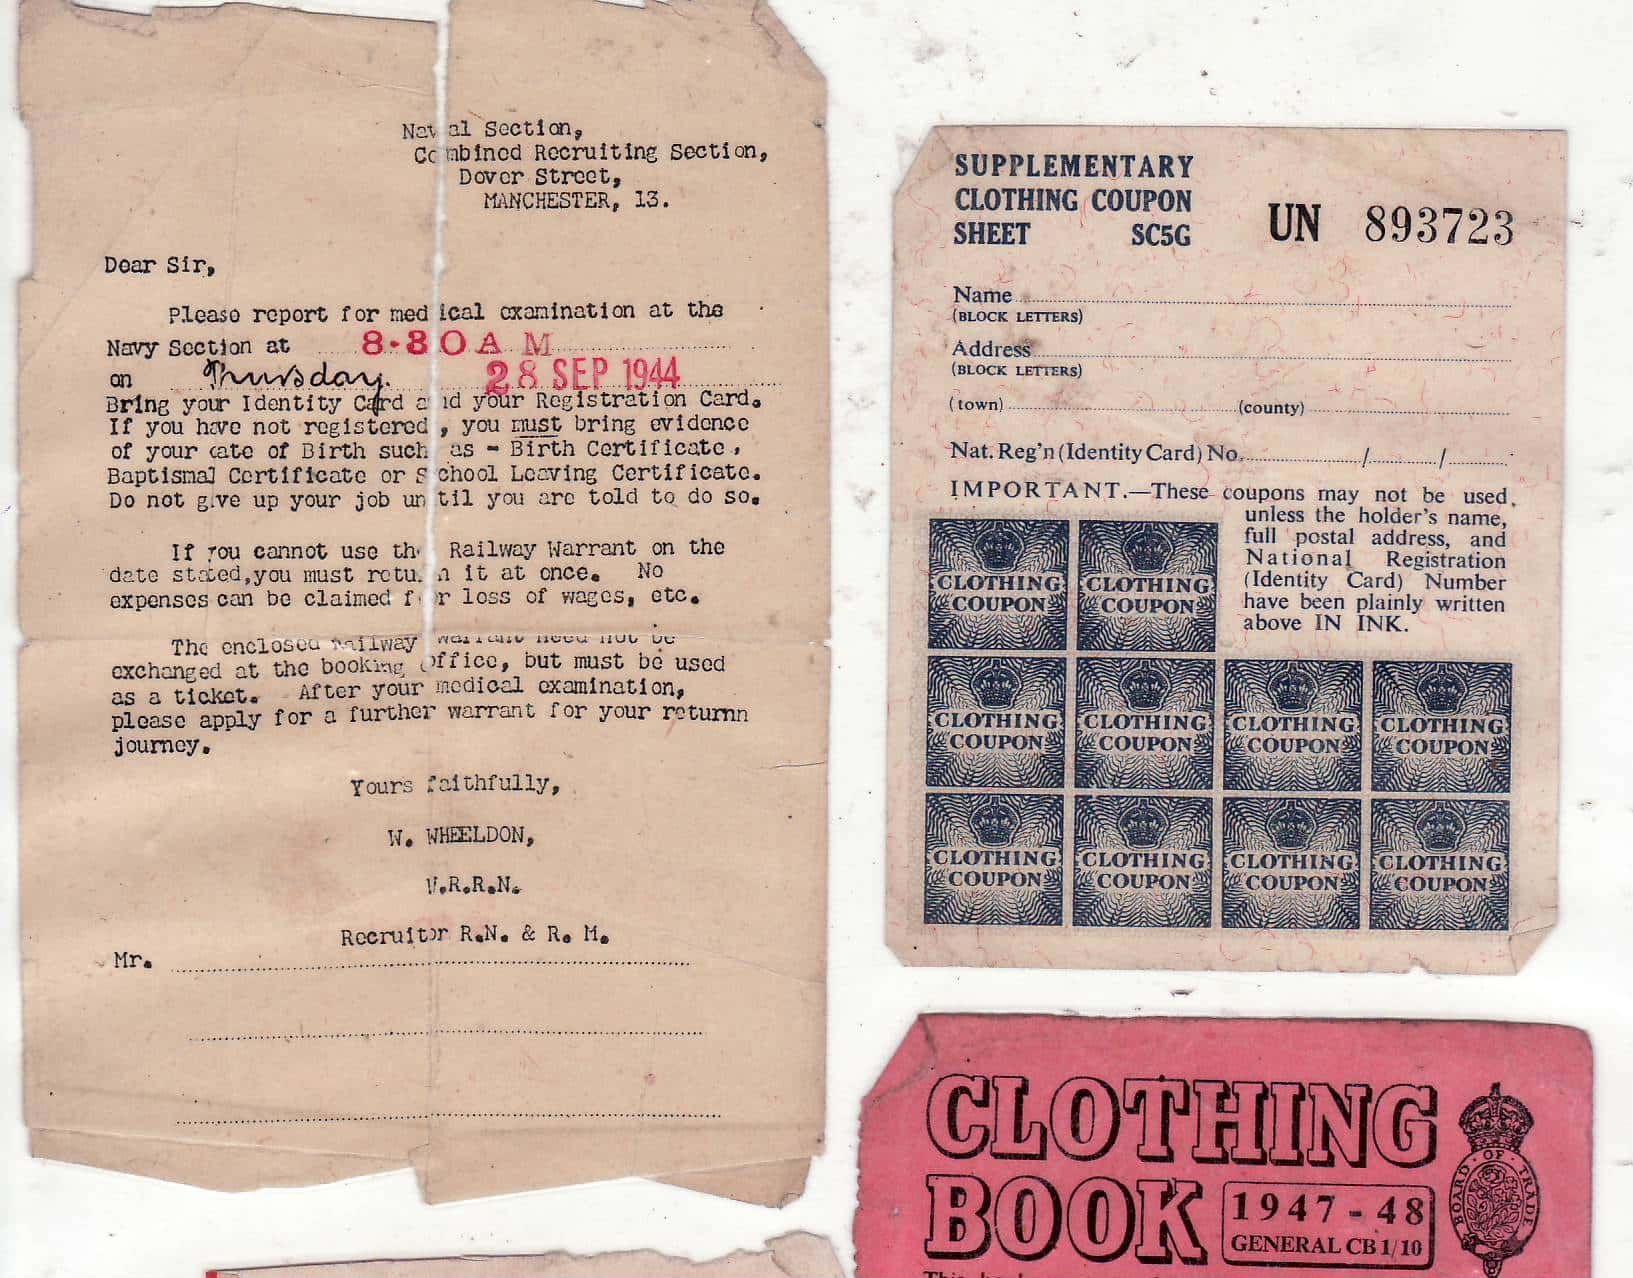 Naval Section,
Combined Recruiting Section,
Dover Street,
MANCHESTER, 13.
Dear Sir,
Please report for medical examination at the
Navy Section at 8-30 A M
on Thursday. 28 SEP 1944
Bring your Identity Card and your Registration Card.
If you have not registered, you must bring evidence
of your date of Birth such as - Birth Certificate,
Baptismal Certificate or School Leaving Certificate.
Do not give up your job until you are told to do so.
If you cannot use the Railway Warrant on the
date stated,you must return it at once. No
expenses can be claimed for loss of wages, etc.
The enclosed Railway warrant need not be
exchanged at the booking office, but must be used
as a ticket. After your medical examination,
please apply for a further warrant for your returnn
journey.
Yours faithfully,
W. WHEELDON,
R.R.N.
Recruiter R.N. & R. M.
Mr.
SUPPLEMENTARY
CLOTHING COUPON
SHEET SC5G
UN 893723
Name
(BLOCK LETTERS)
Address
(BLOCK LETTERS)
(town) (county)
Nat. Reg'n (Identity Card) No. / /
IMPORTANT.—These coupons may not be used
unless the holder's name,
full postal address, and
National Registration
(Identity Card) Number
have been plainly written
above IN INK.
CLOTHING COUPON
CLOTHING COUPON
CLOTHING COUPON
CLOTHING COUPON
CLOTHING COUPON
CLOTHING COUPON
CLOTHING COUPON
CLOTHING COUPON
CLOTHING COUPON
CLOTHING COUPON
CLOTHING
BOOK
1947 - 48
GENERAL CB 1/10
BOARD · OF · TRADE